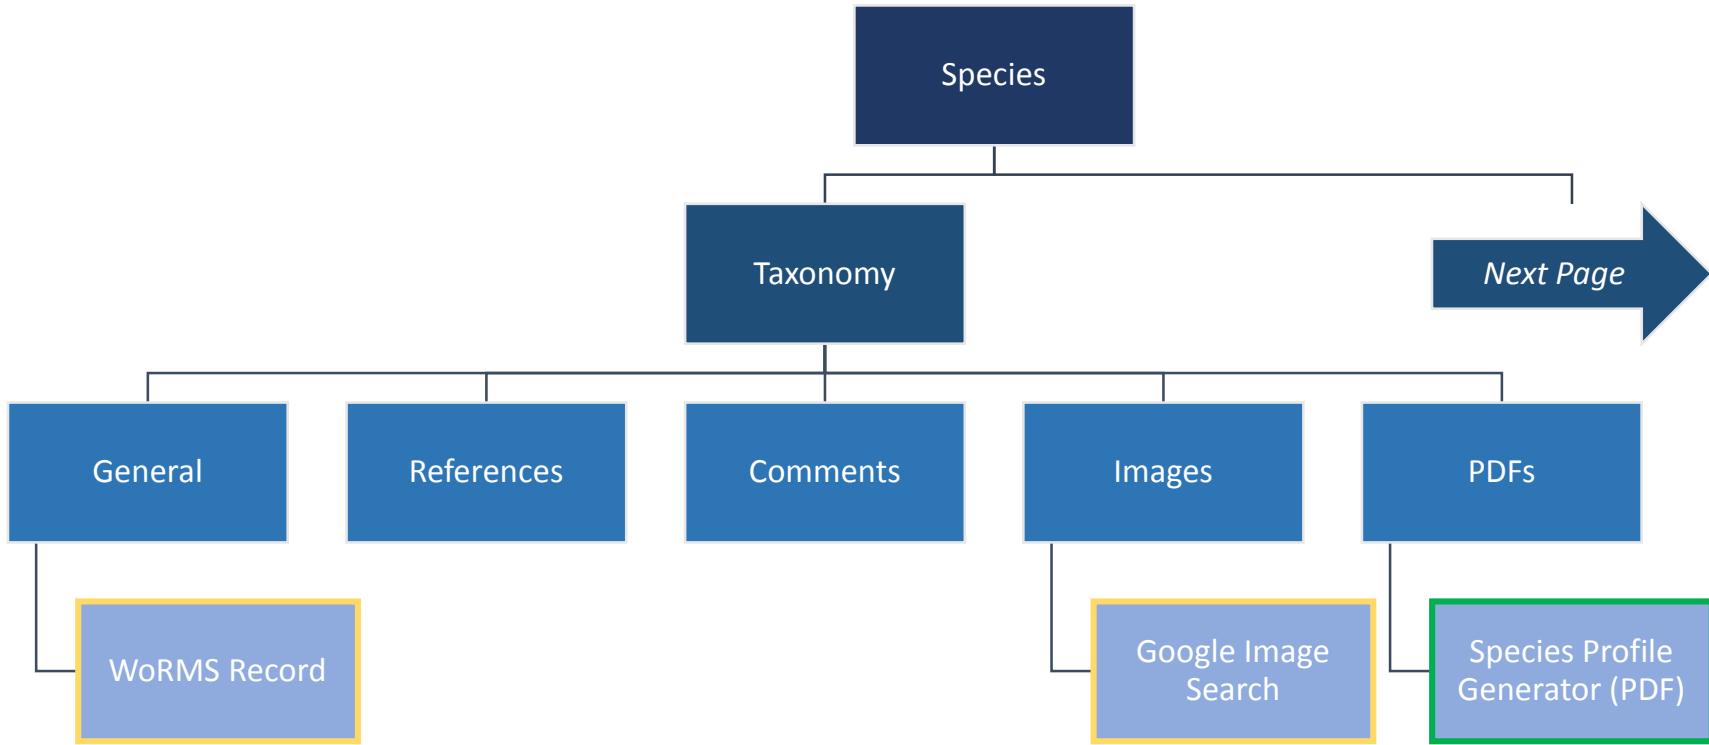 Species
Taxonomy
Next Page
General
References
Comments
Images
PDFs
WoRMS Record
Google Image
Search
Species Profile
Generator (PDF)